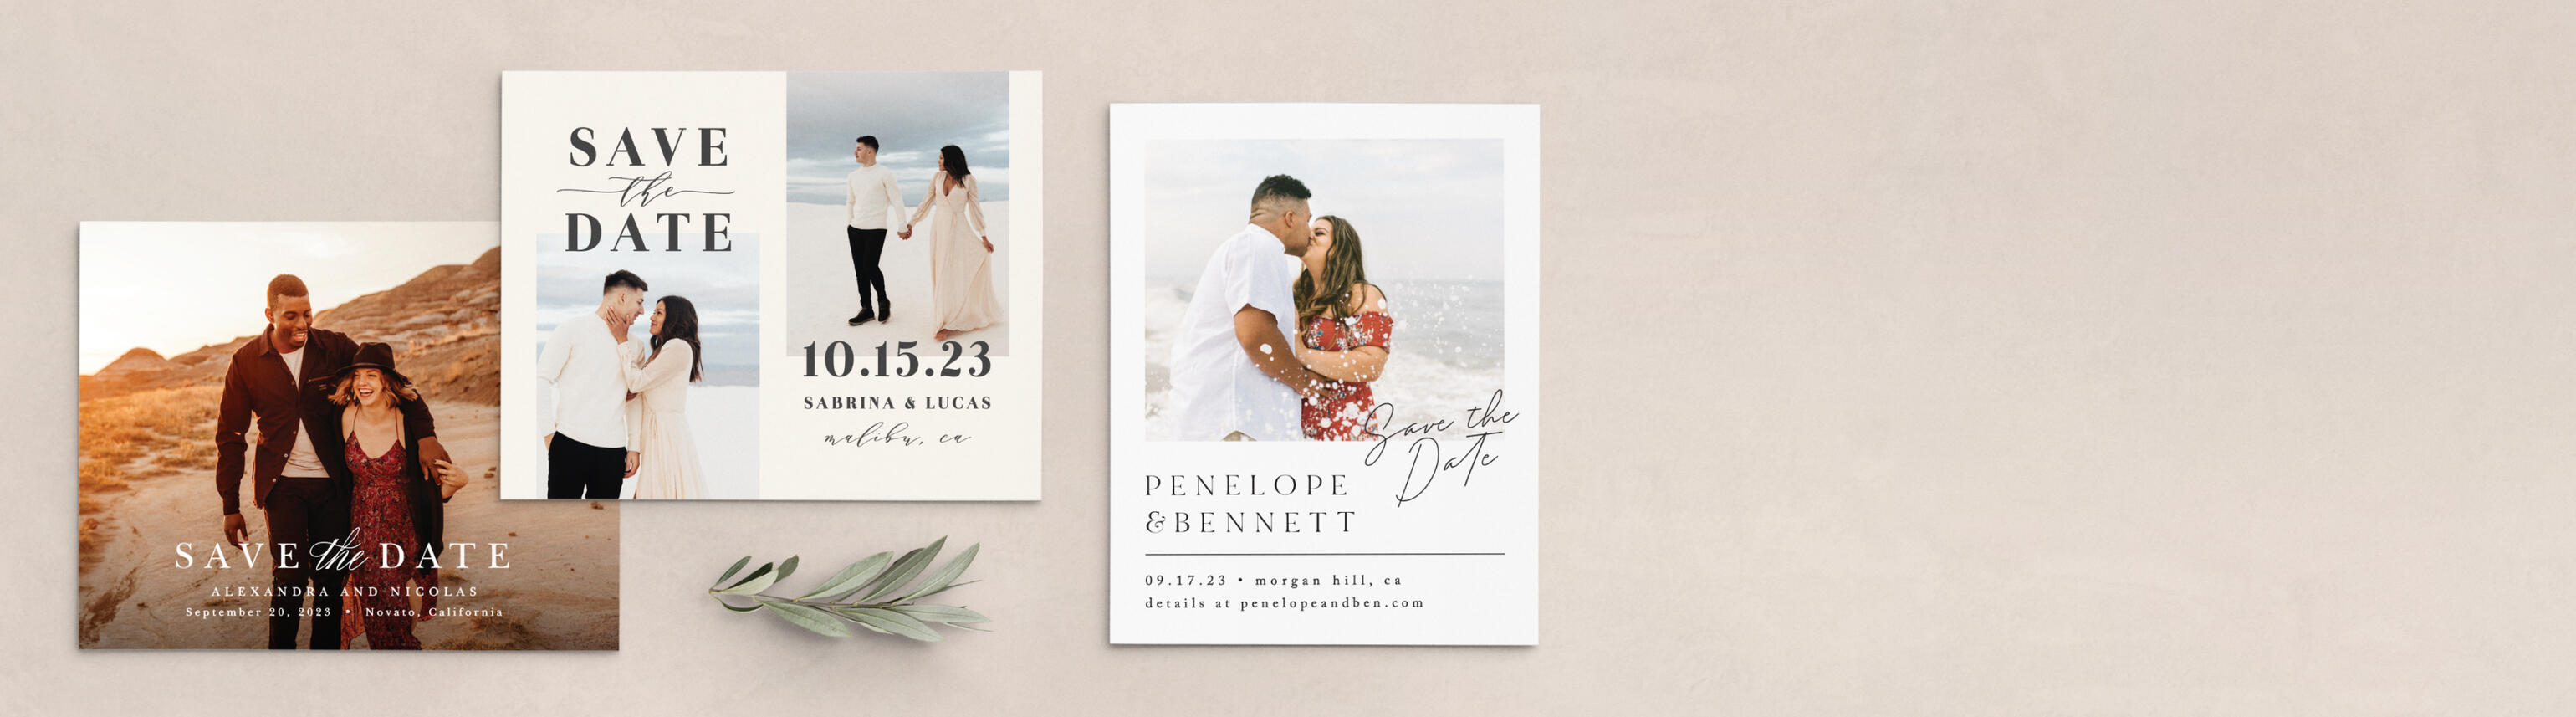 SAVE the DATE
ALEXANDRA AND NICOLAS
September 20, 2023 • Novato, California
SAVE
the
DATE
10.15.23
SABRINA & LUCAS
malibu, ca
Save the
Date
PENELOPE
&BENNETT
09.17.23 • morgan hill, ca
details at penelopeandben.com